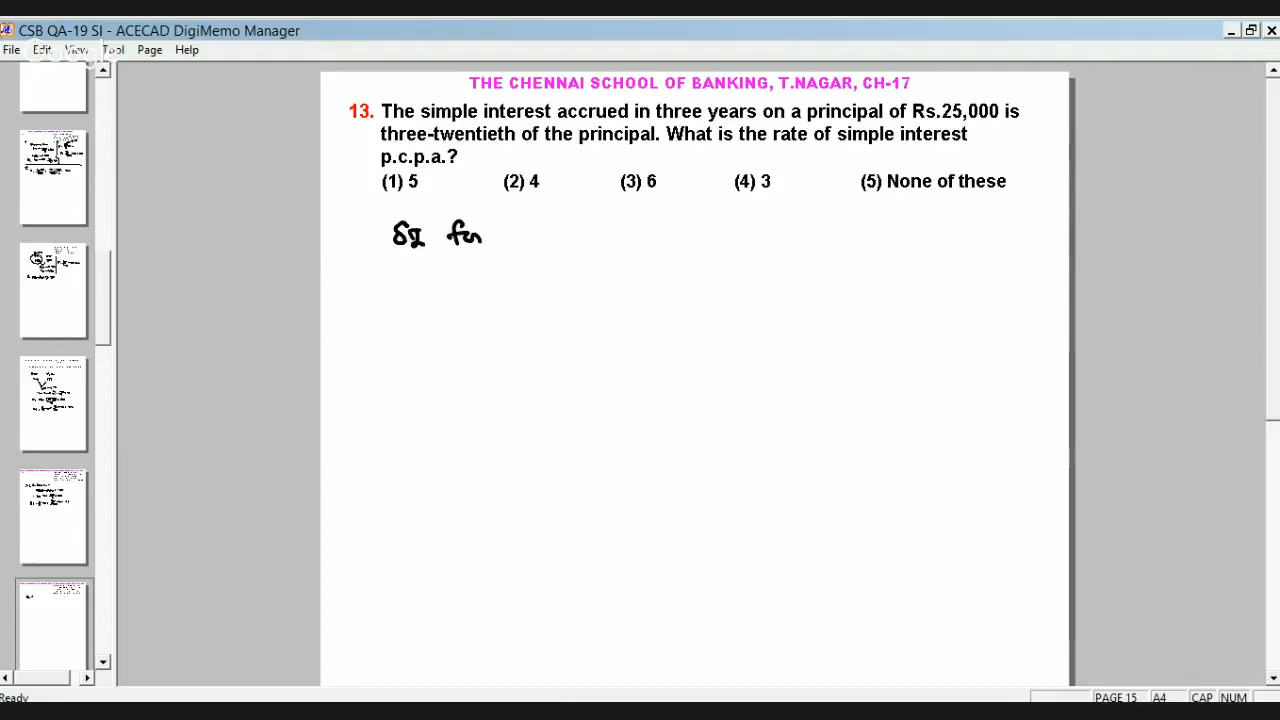 CSB QA-19 SI - ACECAD DigiMemo Manager
File Edit View Tool Page Help
Google
THE CHENNAI SCHOOL OF BANKING, T.NAGAR, CH-17
13. The simple interest accrued in three years on a principal of Rs.25,000 is
three-twentieth of the principal. What is the rate of simple interest
p.c.p.a.?
(1) 5 (2) 4 (3) 6 (4) 3 (5) None of these
SI for
Ready PAGE 15 A4 CAP NUM